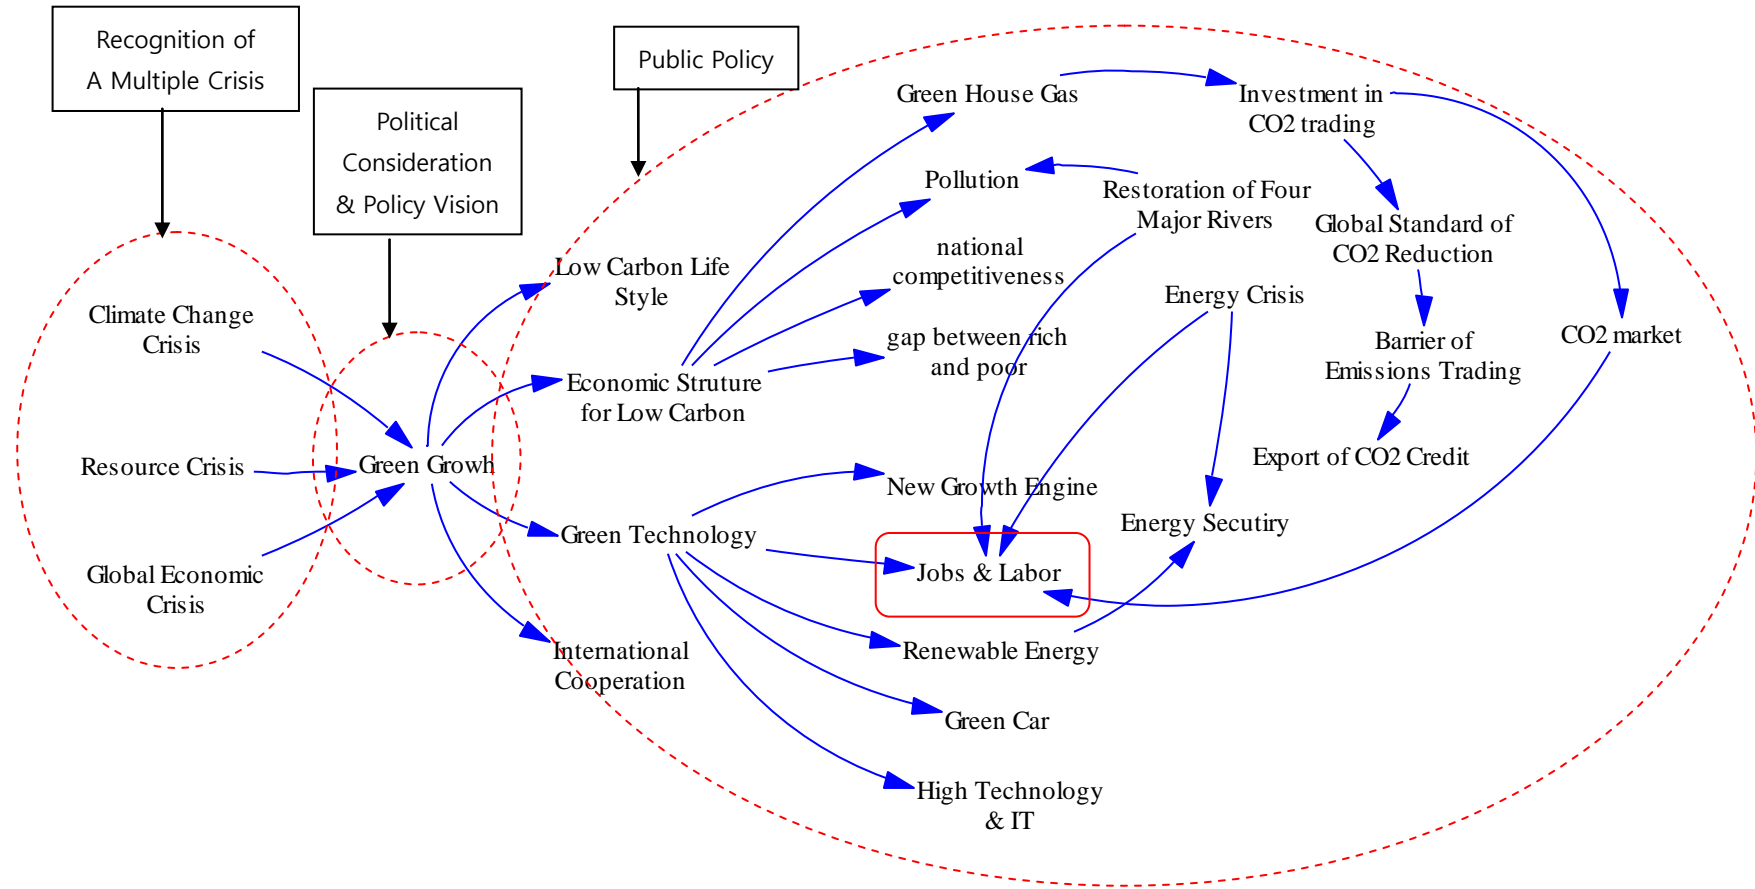 Recognition of
A Multiple Crisis
Political
Consideration
& Policy Vision
Public Policy
Climate Change
Crisis
Resource Crisis
Global Economic
Crisis
Green Growh
Low Carbon Life
Style
Economic Struture
for Low Carbon
Green Technology
International
Cooperation
Green House Gas
Pollution
national
competitiveness
gap between rich
and poor
New Growth Engine
Jobs & Labor
Renewable Energy
Green Car
High Technology
& IT
Restoration of Four
Major Rivers
Energy Crisis
Energy Secutiry
Investment in
CO2 trading
Global Standard of
CO2 Reduction
Barrier of
Emissions Trading
Export of CO2 Credit
CO2 market